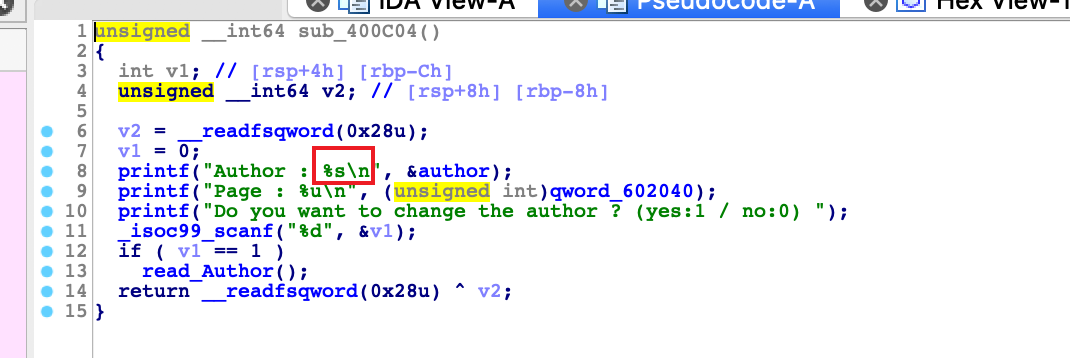 IDA View-A Pseudocode-A Hex View-1
1 unsigned __int64 sub_400C04()
2 {
3 int v1; // [rsp+4h] [rbp-Ch]
4 unsigned __int64 v2; // [rsp+8h] [rbp-8h]
5
6 v2 = __readfsqword(0x28u);
7 v1 = 0;
8 printf("Author : %s\n", &author);
9 printf("Page : %u\n", (unsigned int)qword_602040);
10 printf("Do you want to change the author ? (yes:1 / no:0) ");
11 _isoc99_scanf("%d", &v1);
12 if ( v1 == 1 )
13 read_Author();
14 return __readfsqword(0x28u) ^ v2;
15 }